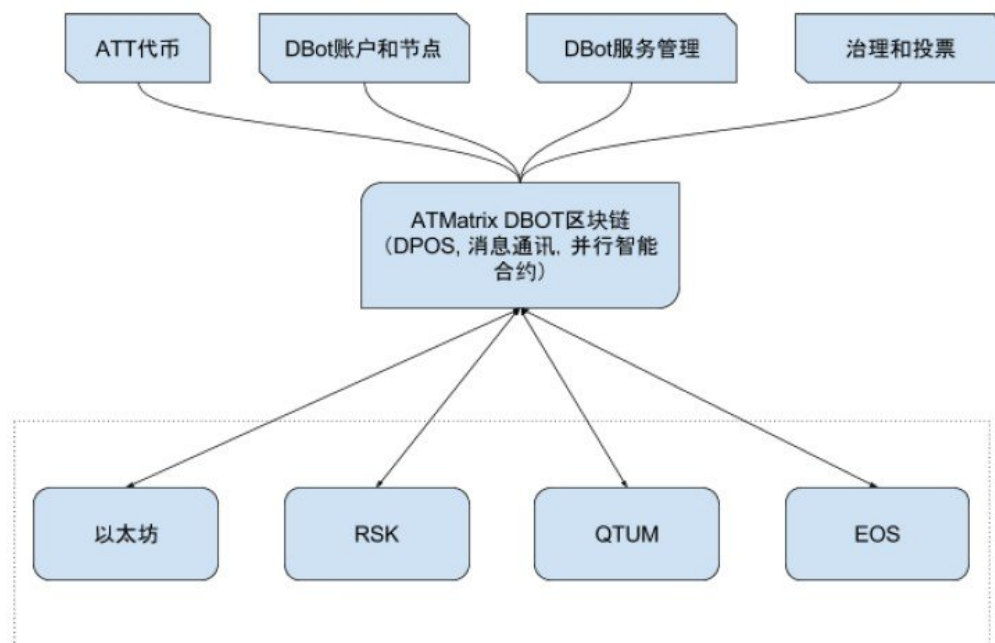 ATT代币
DBot账户和节点
DBot服务管理
治理和投票
ATMatrix DBOT区块链
（DPOS, 消息通讯, 并行智能
合约）
以太坊
RSK
QTUM
EOS